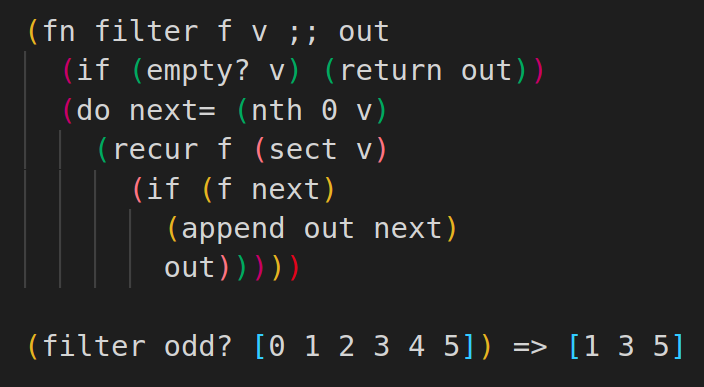 (fn filter f v ;; out
(if (empty? v) (return out))
(do next= (nth 0 v)
(recur f (sect v)
(if (f next)
(append out next)
out))))))
(filter odd? [0 1 2 3 4 5]) => [1 3 5]